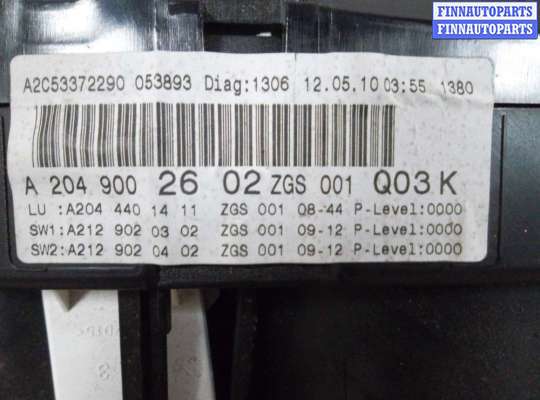 FINNAUTOPARTS
FINNAUTOPARTS
A2C53372290 053893 Diag:1306 12.05.10 03:55 1380
A 204 900 26 02 ZGS 001 Q03 K
LU :A204 440 14 11 ZGS 001 08-44 P-Level:0000
SW1:A212 902 03 02 ZGS 001 09-12 P-Level:0000
SW2:A212 902 04 02 ZGS 001 09-12 P-Level:0000